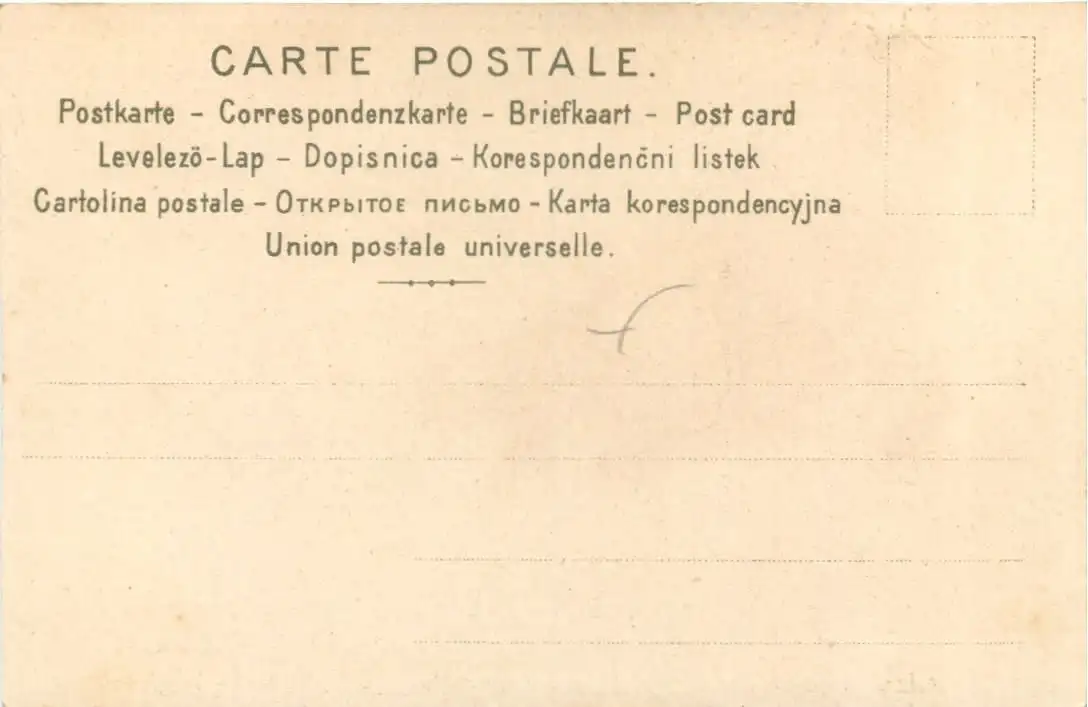 CARTE POSTALE.
Postkarte - Correspondenzkarte - Briefkaart - Post card
Levelezö-Lap - Dopisnica - Korespondenčni listek
Cartolina postale - Открытое письмо - Karta korespondencyjna
Union postale universelle.